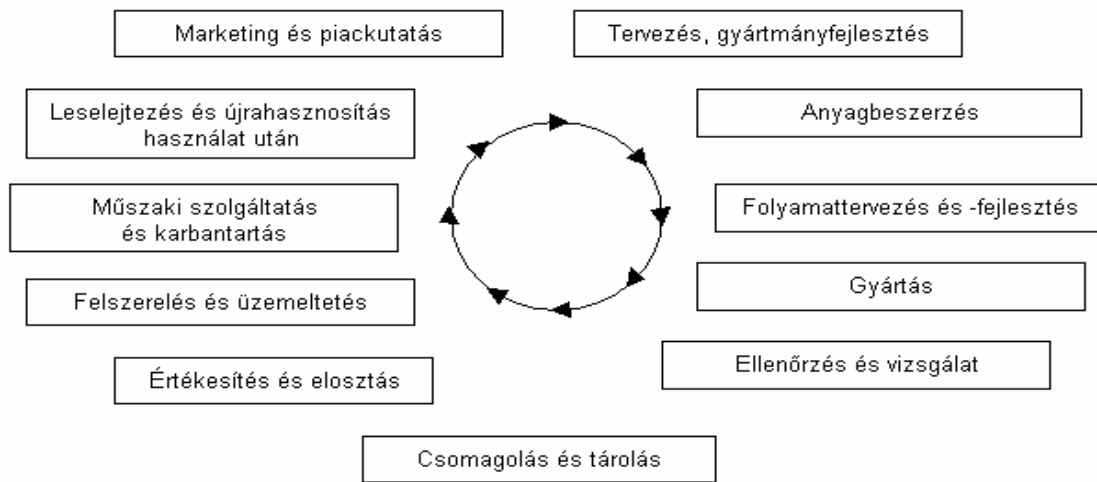 Marketing és piackutatás
Tervezés, gyártmányfejlesztés
Leselejtezés és újrahasznosítás
használat után
Anyagbeszerzés
Műszaki szolgáltatás
és karbantartás
Folyamattervezés és -fejlesztés
Felszerelés és üzemeltetés
Gyártás
Értékesítés és elosztás
Ellenőrzés és vizsgálat
Csomagolás és tárolás